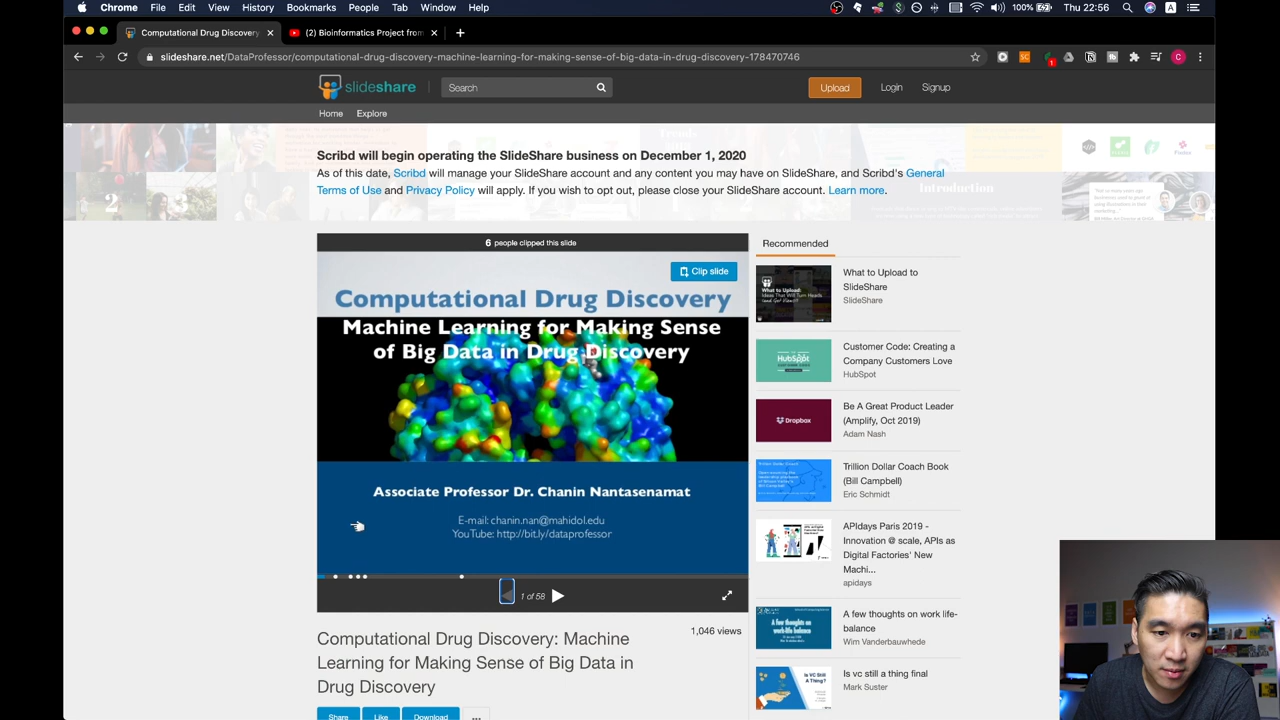 Chrome File Edit View History Bookmarks People Tab Window Help
100% Thu 22:56
Computational Drug Discovery
(2) Bioinformatics Project from
slideshare.net/DataProfessor/computational-drug-discovery-machine-learning-for-making-sense-of-big-data-in-drug-discovery-178470746
slideshare
Search
Upload
Login
Signup
Home
Explore
Scribd will begin operating the SlideShare business on December 1, 2020
As of this date, Scribd will manage your SlideShare account and any content you may have on SlideShare, and Scribd's General
Terms of Use and Privacy Policy will apply. If you wish to opt out, please close your SlideShare account. Learn more.
Introduction
6 people clipped this slide
Clip slide
Computational Drug Discovery
Machine Learning for Making Sense
of Big Data in Drug Discovery
Associate Professor Dr. Chanin Nantasenamat
E-mail: chanin.nan@mahidol.edu
YouTube: http://bit.ly/dataprofessor
1 of 58
Computational Drug Discovery: Machine
Learning for Making Sense of Big Data in
Drug Discovery
1,046 views
Share
Like
Download
Recommended
What to Upload to
SlideShare
SlideShare
HubSpot
Customer Code: Creating a
Company Customers Love
HubSpot
Dropbox
Be A Great Product Leader
(Amplify, Oct 2019)
Adam Nash
Trillion Dollar Coach Book
(Bill Campbell)
Eric Schmidt
APIdays Paris 2019 -
Innovation @ scale, APIs as
Digital Factories' New
Machi...
apidays
A few thoughts on work life-
balance
Wim Vanderbauwhede
Is VC Still
A Thing?
Is vc still a thing final
Mark Suster